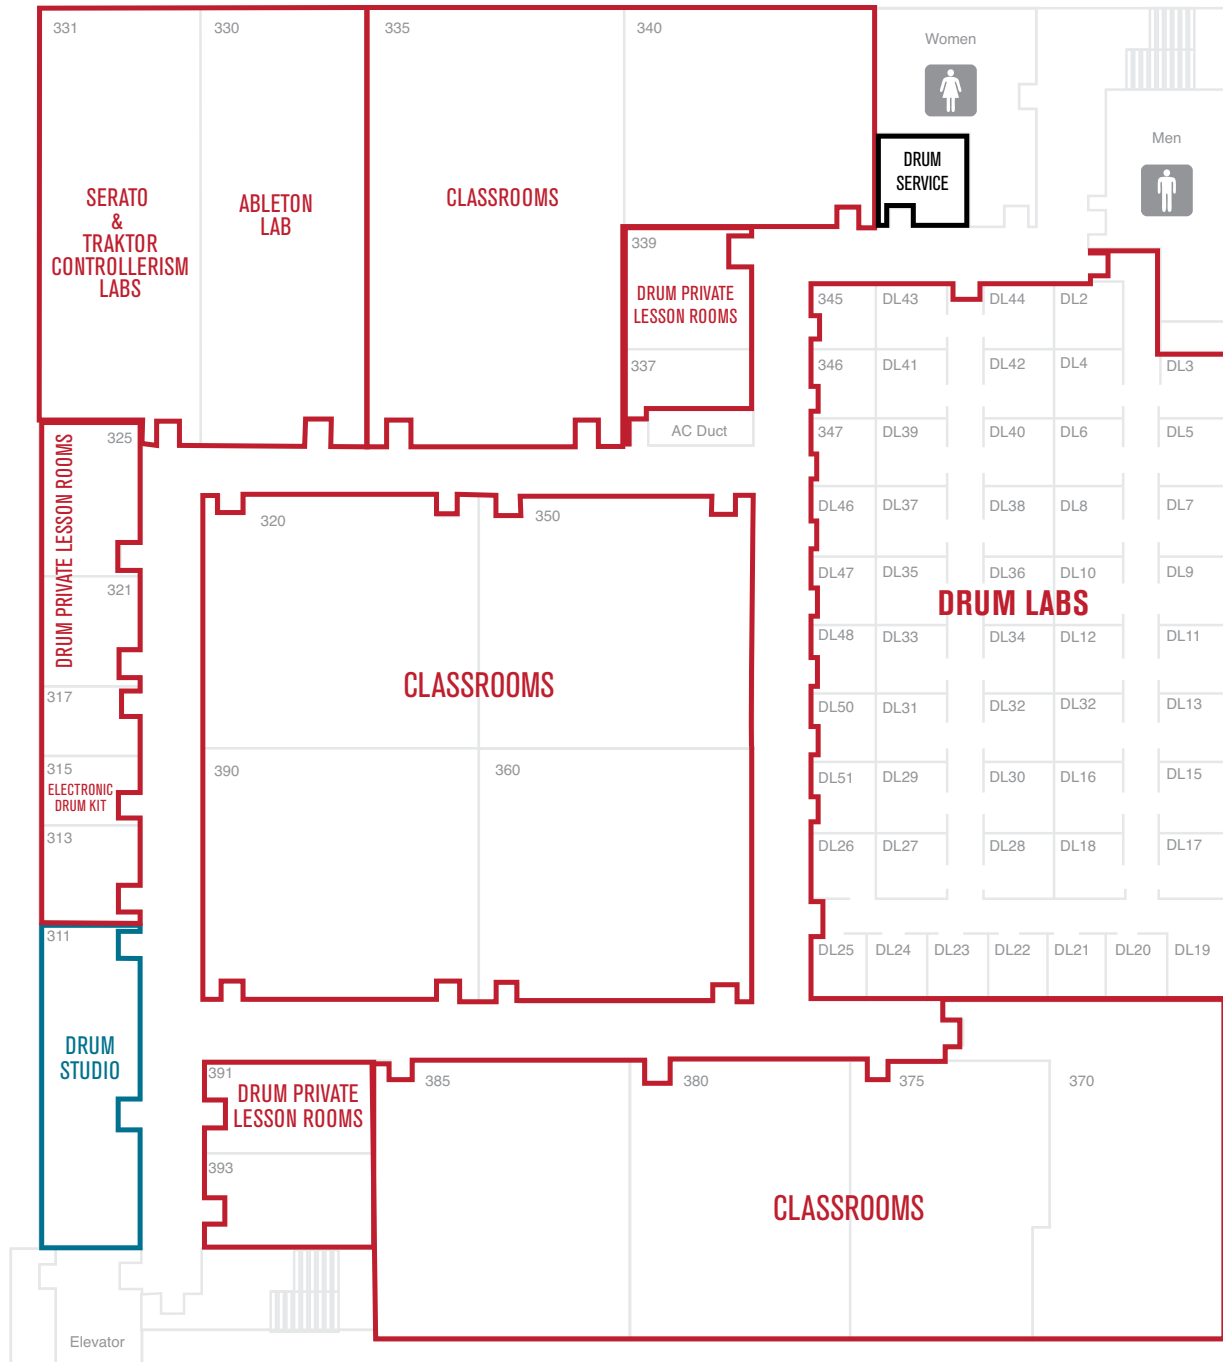 331
330
335
340
Women
Men
SERATO
&
TRAKTOR
CONTROLLERISM
LABS
ABLETON
LAB
CLASSROOMS
DRUM
SERVICE
339
DRUM PRIVATE
LESSON ROOMS
337
AC Duct
325
DRUM PRIVATE LESSON ROOMS
321
317
315
ELECTRONIC
DRUM KIT
313
311
DRUM
STUDIO
320
350
CLASSROOMS
390
360
345 DL43 DL44 DL2
346 DL41 DL42 DL4 DL3
347 DL39 DL40 DL6 DL5
DL46 DL37 DL38 DL8 DL7
DL47 DL35 DL36 DL10 DL9
DRUM LABS
DL48 DL33 DL34 DL12 DL11
DL50 DL31 DL32 DL32 DL13
DL51 DL29 DL30 DL16 DL15
DL26 DL27 DL28 DL18 DL17
DL25 DL24 DL23 DL22 DL21 DL20 DL19
391
DRUM PRIVATE
LESSON ROOMS
393
385
380
375
370
CLASSROOMS
Elevator